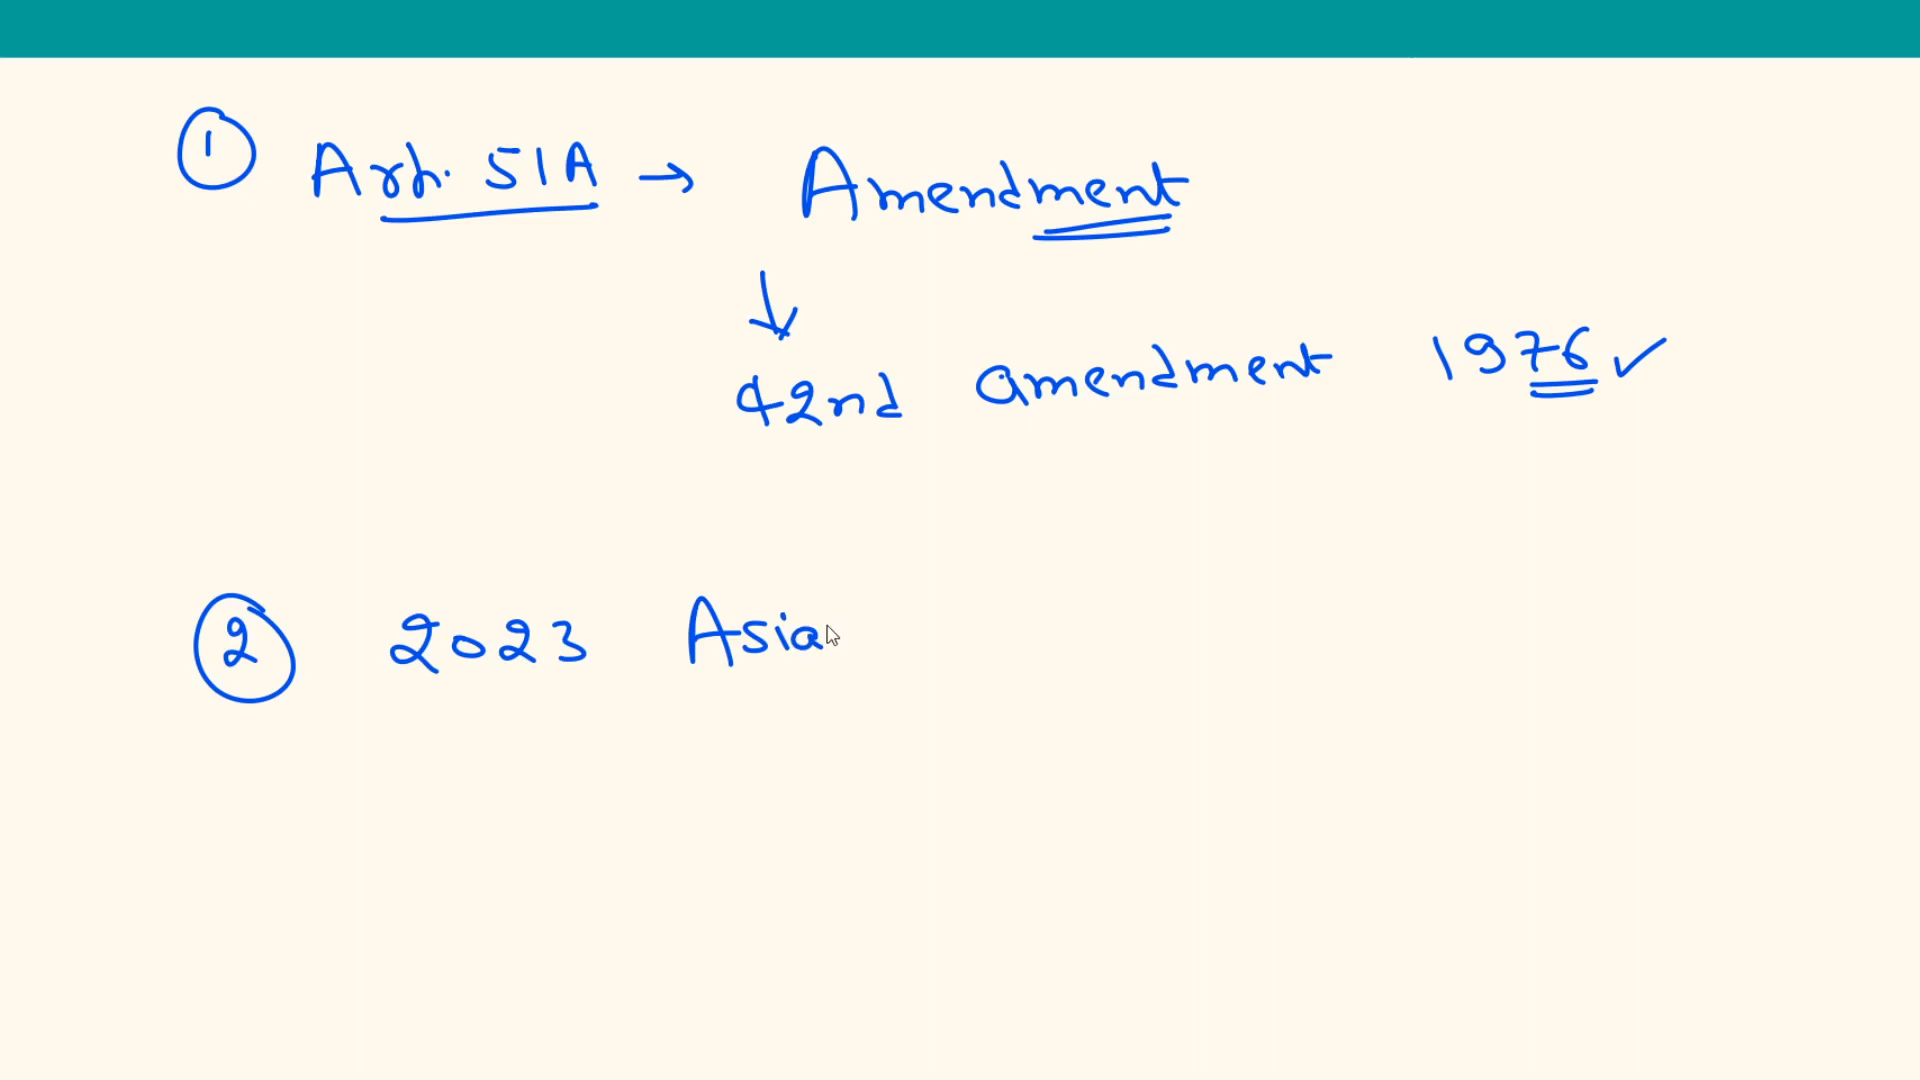 1 Art. 51A → Amendment
↓
42nd amendment 1976 ✓
2 2023 Asia